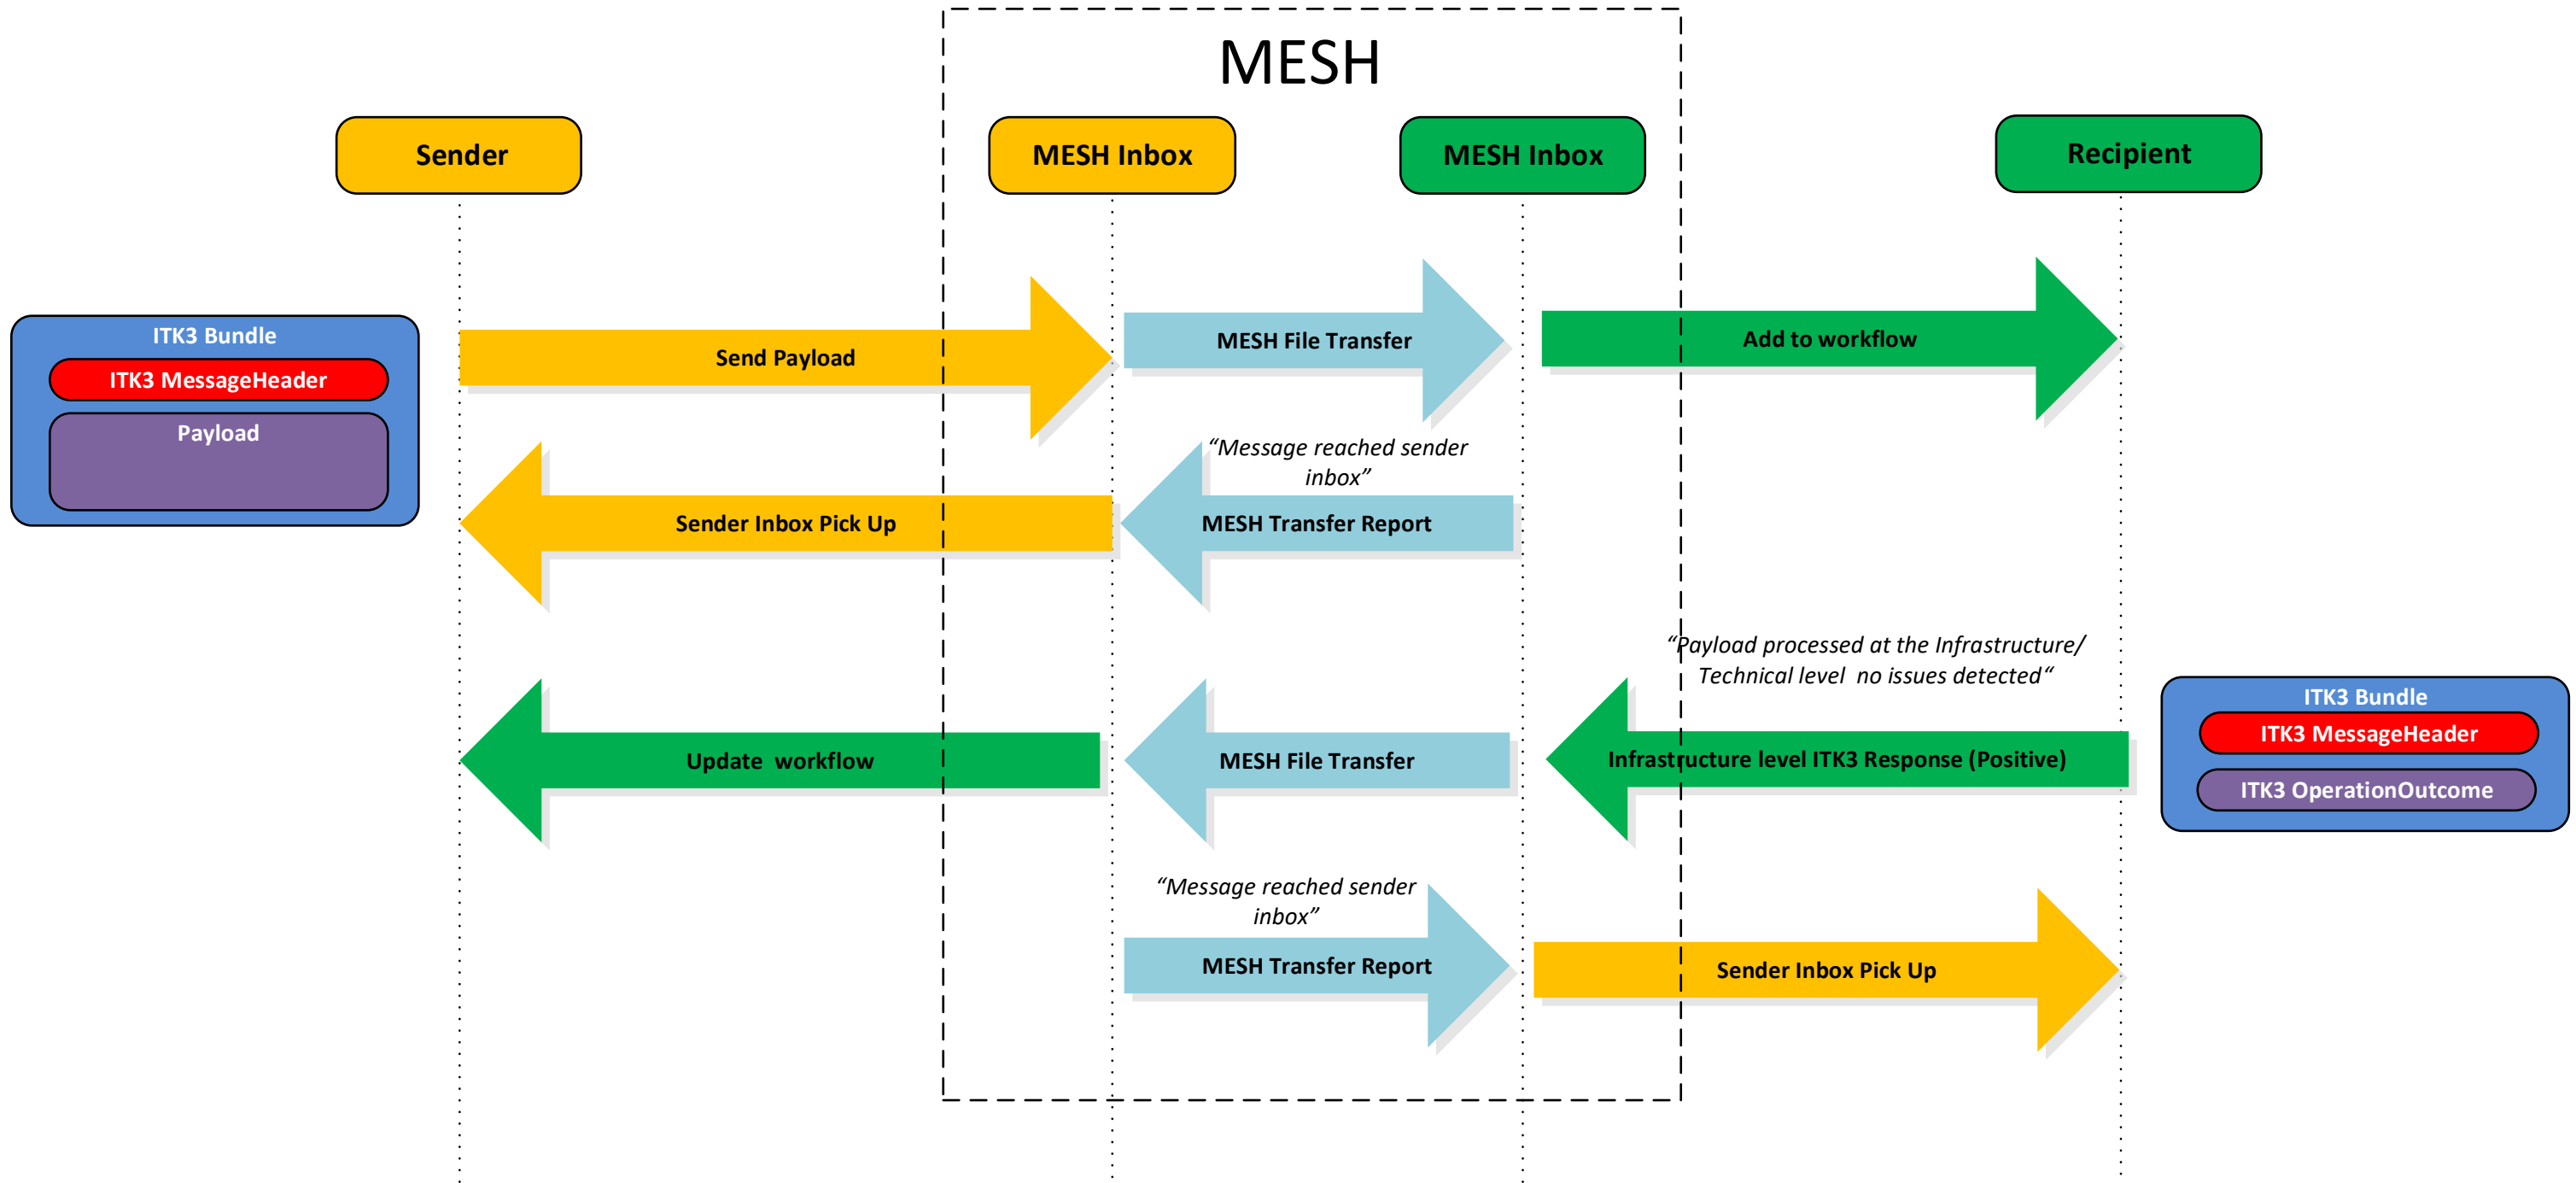 MESH
Sender
MESH Inbox
MESH Inbox
Recipient
ITK3 Bundle
ITK3 MessageHeader
Payload
Send Payload
MESH File Transfer
Add to workflow
“Message reached sender
inbox”
Sender Inbox Pick Up
MESH Transfer Report
“Payload processed at the Infrastructure/
Technical level  no issues detected“
Update  workflow
MESH File Transfer
Infrastructure level ITK3 Response (Positive)
ITK3 Bundle
ITK3 MessageHeader
ITK3 OperationOutcome
“Message reached sender
inbox”
MESH Transfer Report
Sender Inbox Pick Up